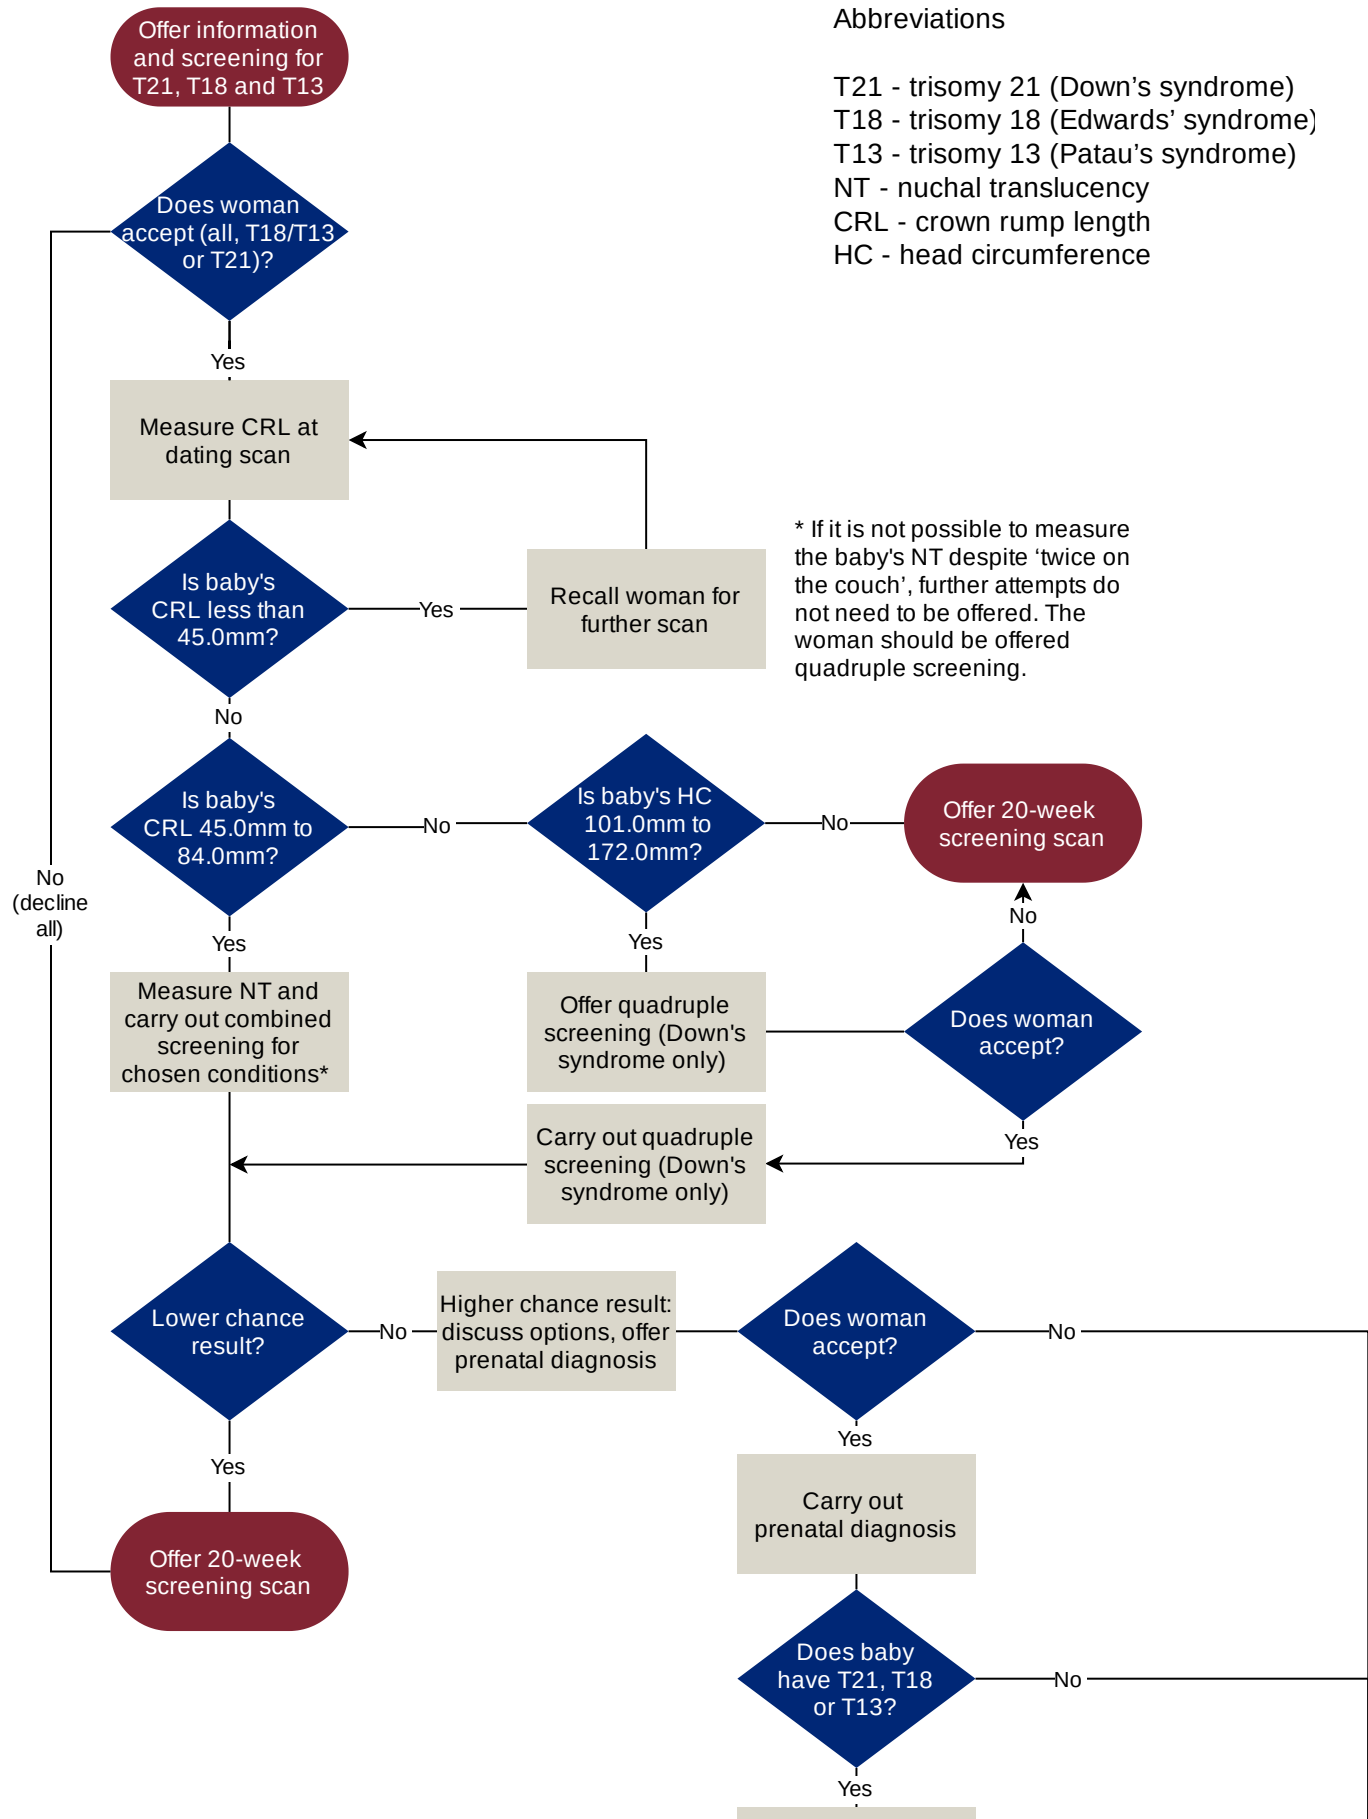 Offer information
and screening for
T21, T18 and T13
Abbreviations
T21 - trisomy 21 (Down’s syndrome)
T18 - trisomy 18 (Edwards’ syndrome)
T13 - trisomy 13 (Patau’s syndrome)
NT - nuchal translucency
CRL - crown rump length
HC - head circumference
Does woman
accept (all, T18/T13
or T21)?
Yes
Measure CRL at
dating scan
Is baby's
CRL less than
45.0mm?
Yes
Recall woman for
further scan
* If it is not possible to measure
the baby's NT despite ‘twice on
the couch’, further attempts do
not need to be offered. The
woman should be offered
quadruple screening.
No
Is baby's
CRL 45.0mm to
84.0mm?
No
Is baby's HC
101.0mm to
172.0mm?
No
Offer 20-week
screening scan
No
(decline
all)
Yes
Yes
No
Measure NT and
carry out combined
screening for
chosen conditions*
Offer quadruple
screening (Down's
syndrome only)
Does woman
accept?
Yes
Carry out quadruple
screening (Down's
syndrome only)
Lower chance
result?
No
Higher chance result:
discuss options, offer
prenatal diagnosis
Does woman
accept?
No
Yes
Yes
Carry out
prenatal diagnosis
Offer 20-week
screening scan
Does baby
have T21, T18
or T13?
No
Yes